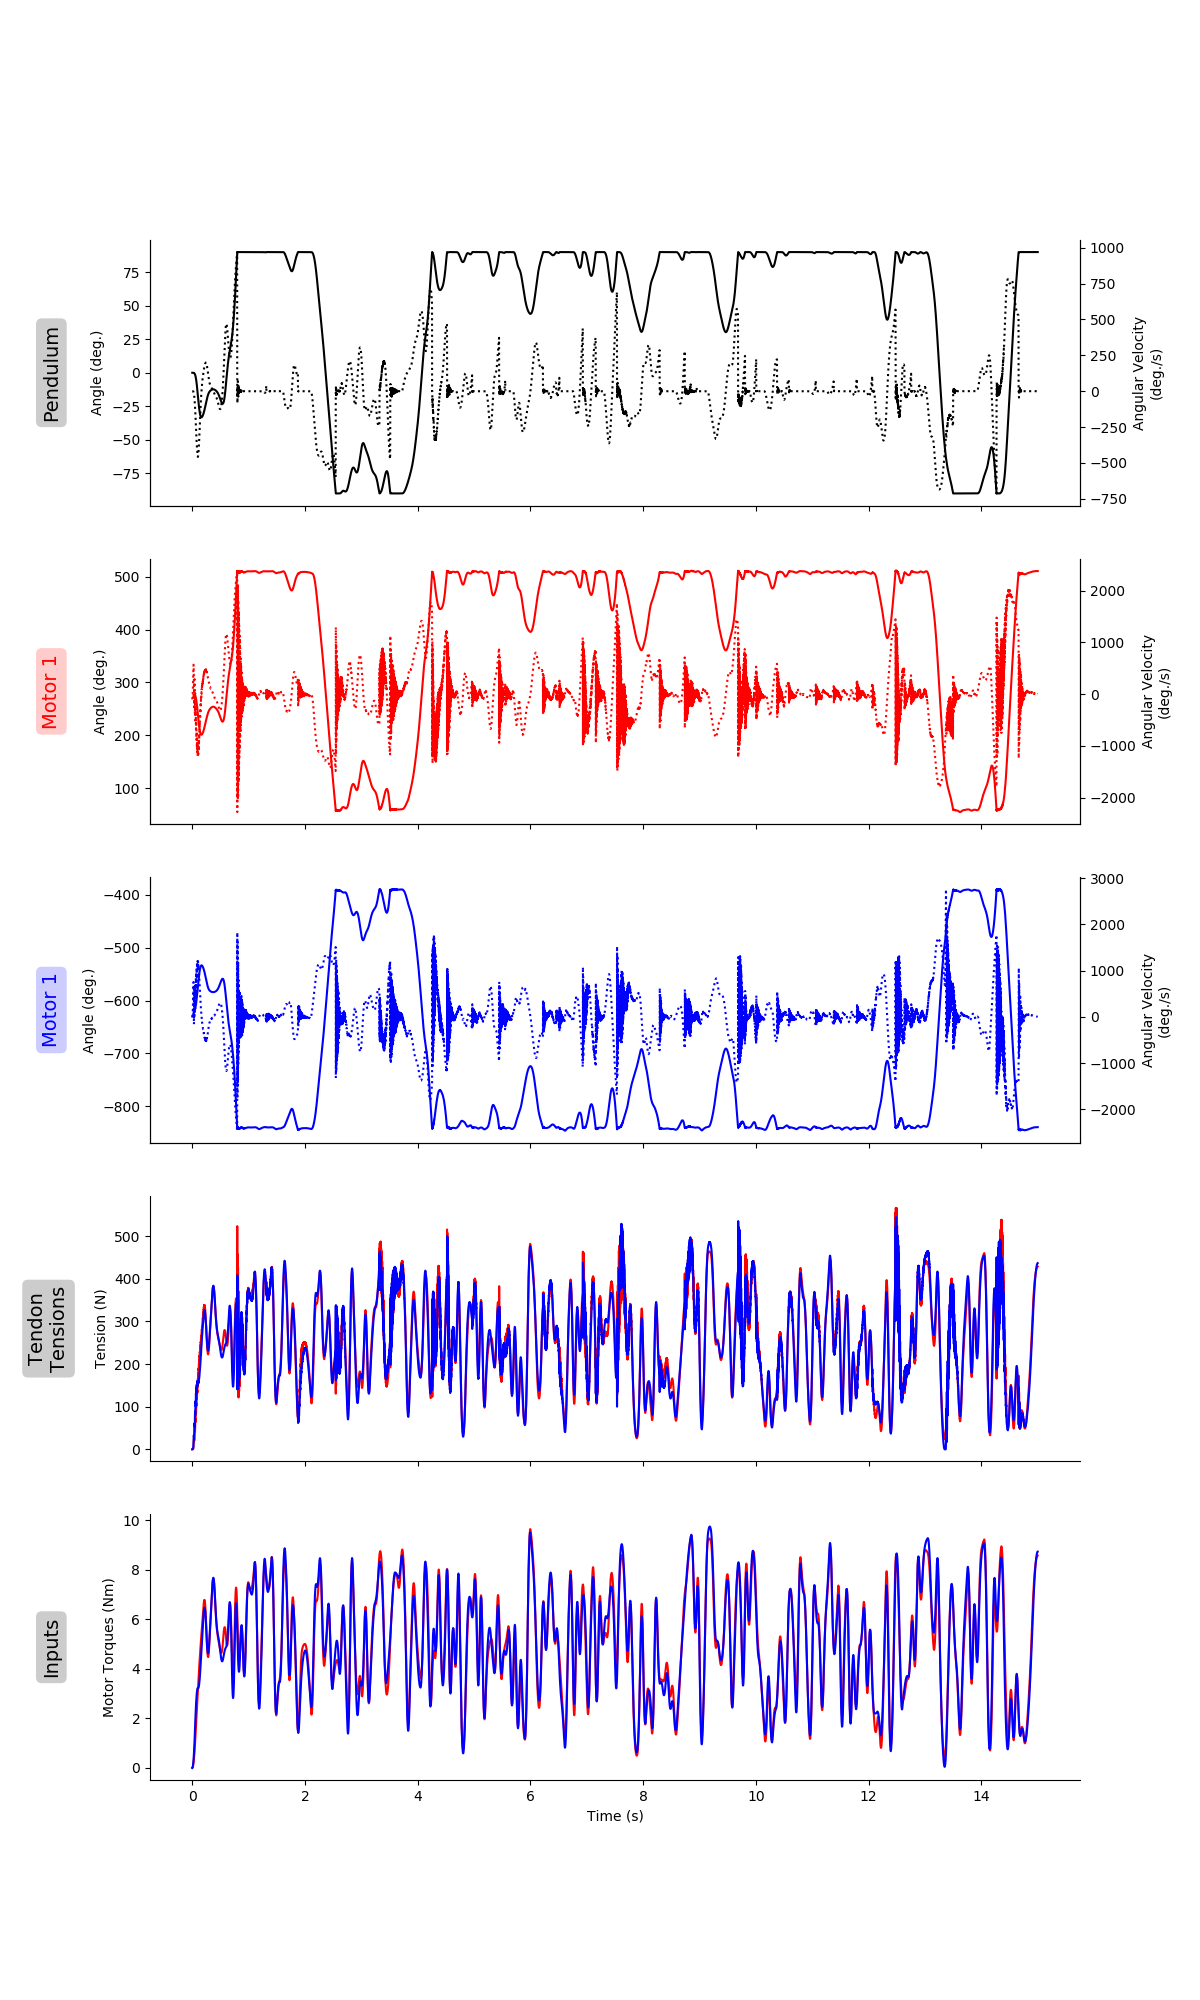 Pendulum
Angle (deg.)
75
50
25
0
−25
−50
−75
1000
750
500
250
0
−250
−500
−750
Angular Velocity
(deg./s)
Motor 1
Angle (deg.)
500
400
300
200
100
2000
1000
0
−1000
−2000
Angular Velocity
(deg./s)
Motor 1
Angle (deg.)
−400
−500
−600
−700
−800
3000
2000
1000
0
−1000
−2000
Angular Velocity
(deg./s)
Tendon
Tensions
Tension (N)
500
400
300
200
100
0
Inputs
Motor Torques (Nm)
10
8
6
4
2
0
0 2 4 6 8 10 12 14
Time (s)